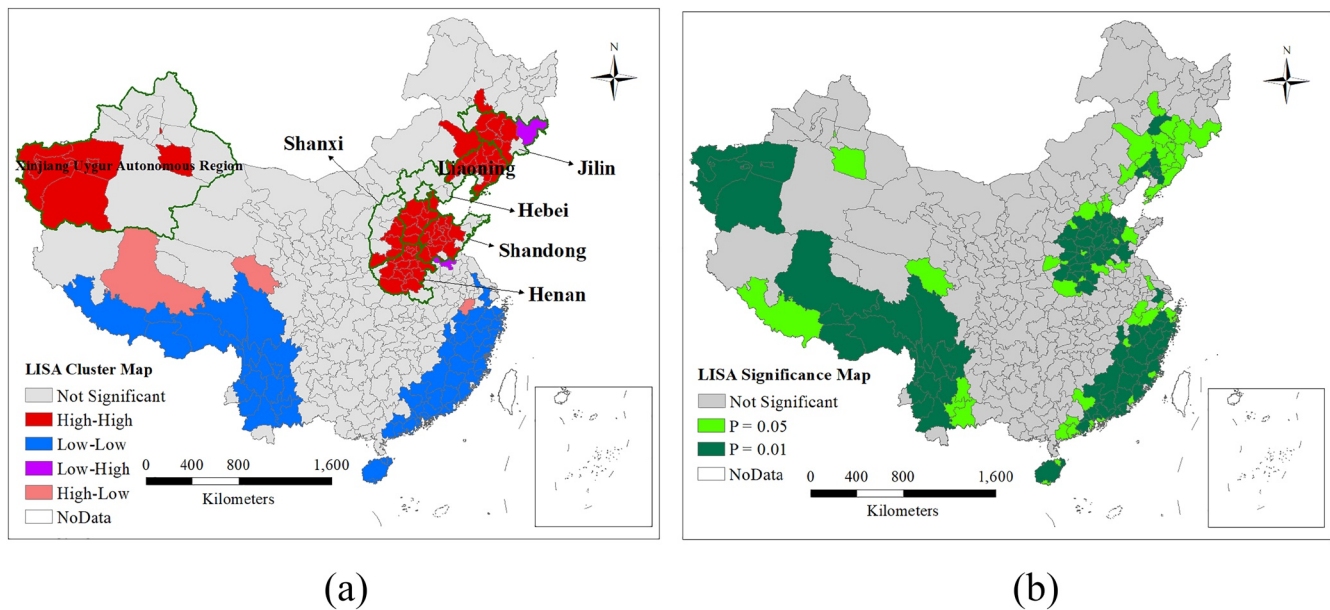 N
Shanxi
Xinjiang Uygur Autonomous Region
Liaoning
Jilin
Hebei
Shandong
Henan
LISA Cluster Map
Not Significant
High-High
Low-Low
Low-High
High-Low
NoData
0 400 800 1,600
Kilometers
(a)
N
LISA Significance Map
Not Significant
P = 0.05
P = 0.01
NoData
0 400 800 1,600
Kilometers
(b)